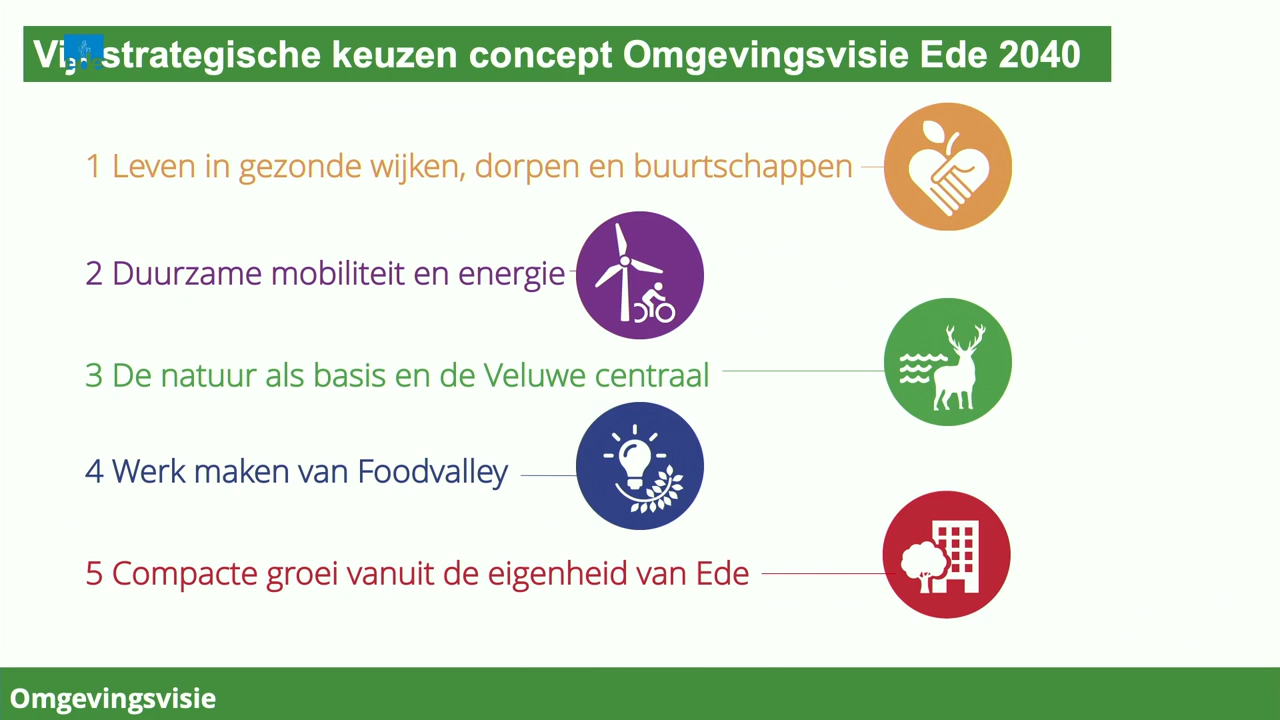 Vijf strategische keuzen concept Omgevingsvisie Ede 2040
ede
1 Leven in gezonde wijken, dorpen en buurtschappen
2 Duurzame mobiliteit en energie
3 De natuur als basis en de Veluwe centraal
4 Werk maken van Foodvalley
5 Compacte groei vanuit de eigenheid van Ede
Omgevingsvisie